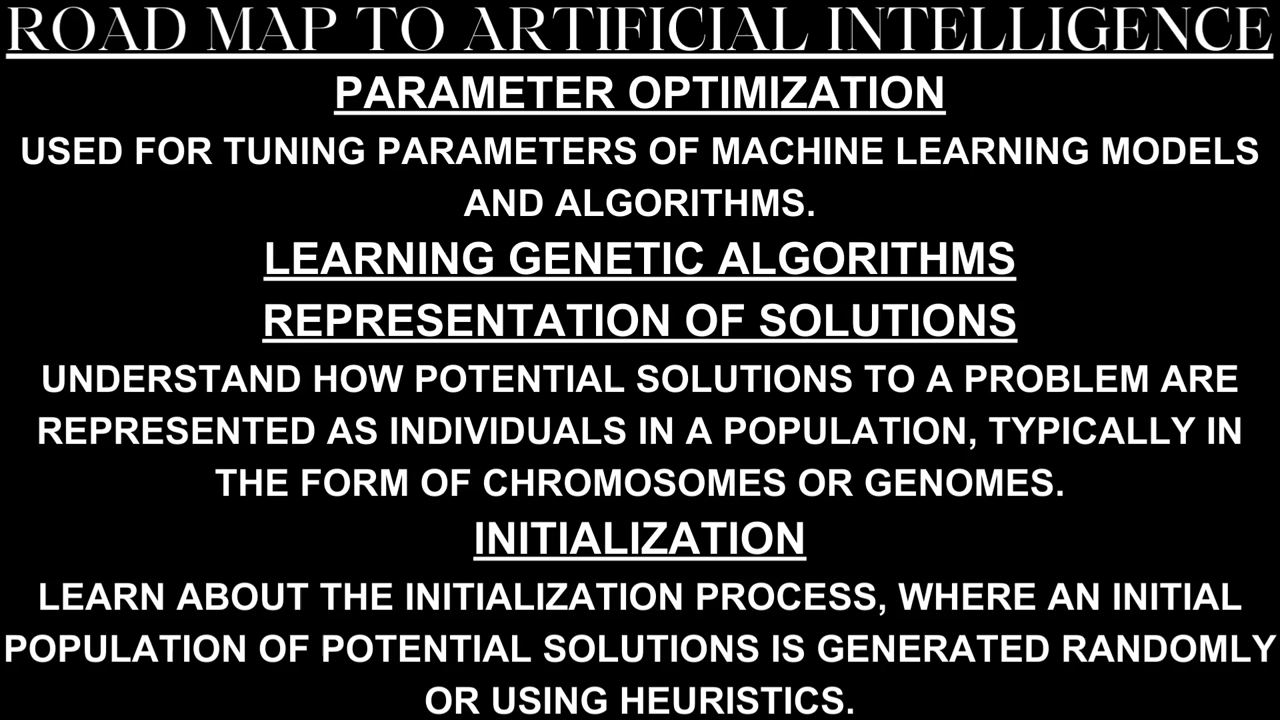 ROAD MAP TO ARTIFICIAL INTELLIGENCE
PARAMETER OPTIMIZATION
USED FOR TUNING PARAMETERS OF MACHINE LEARNING MODELS
AND ALGORITHMS.
LEARNING GENETIC ALGORITHMS
REPRESENTATION OF SOLUTIONS
UNDERSTAND HOW POTENTIAL SOLUTIONS TO A PROBLEM ARE
REPRESENTED AS INDIVIDUALS IN A POPULATION, TYPICALLY IN
THE FORM OF CHROMOSOMES OR GENOMES.
INITIALIZATION
LEARN ABOUT THE INITIALIZATION PROCESS, WHERE AN INITIAL
POPULATION OF POTENTIAL SOLUTIONS IS GENERATED RANDOMLY
OR USING HEURISTICS.